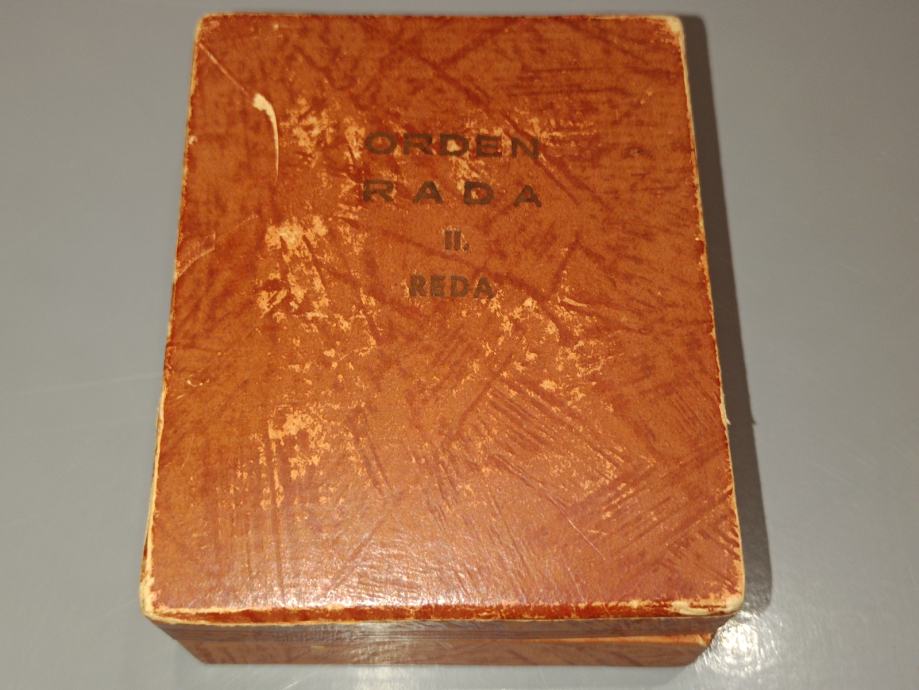 ORDEN
RADA
II.
REDA